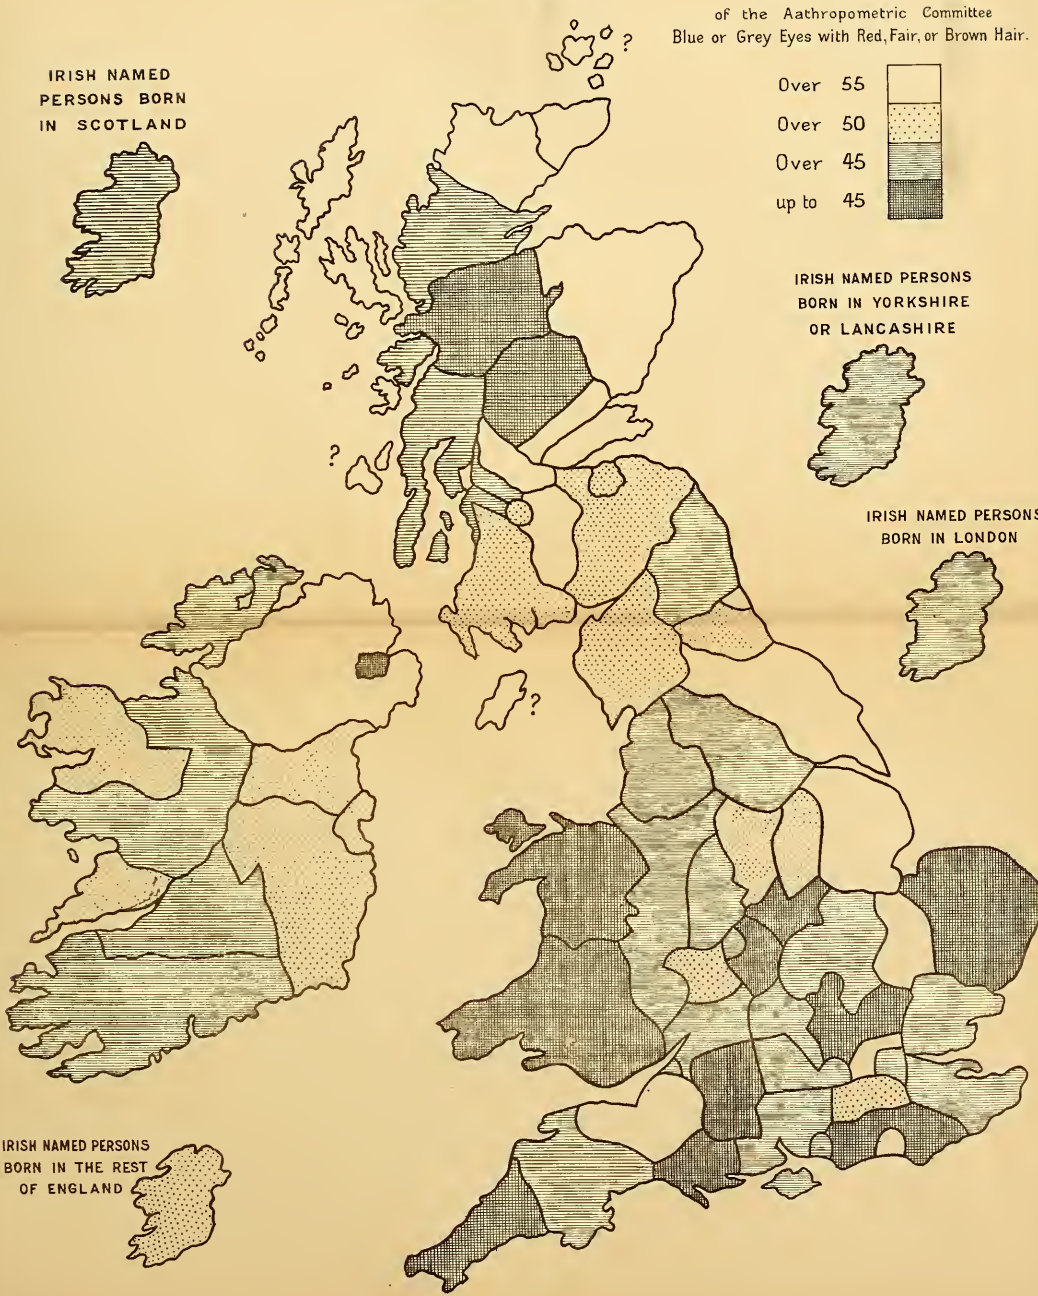 of the Aathropometric Committee
Blue or Grey Eyes with Red, Fair, or Brown Hair.
Over 55
Over 50
Over 45
up to 45
IRISH NAMED
PERSONS BORN
IN SCOTLAND
?
IRISH NAMED PERSONS
BORN IN YORKSHIRE
OR LANCASHIRE
?
IRISH NAMED PERSONS
BORN IN LONDON
?
IRISH NAMED PERSONS
BORN IN THE REST
OF ENGLAND